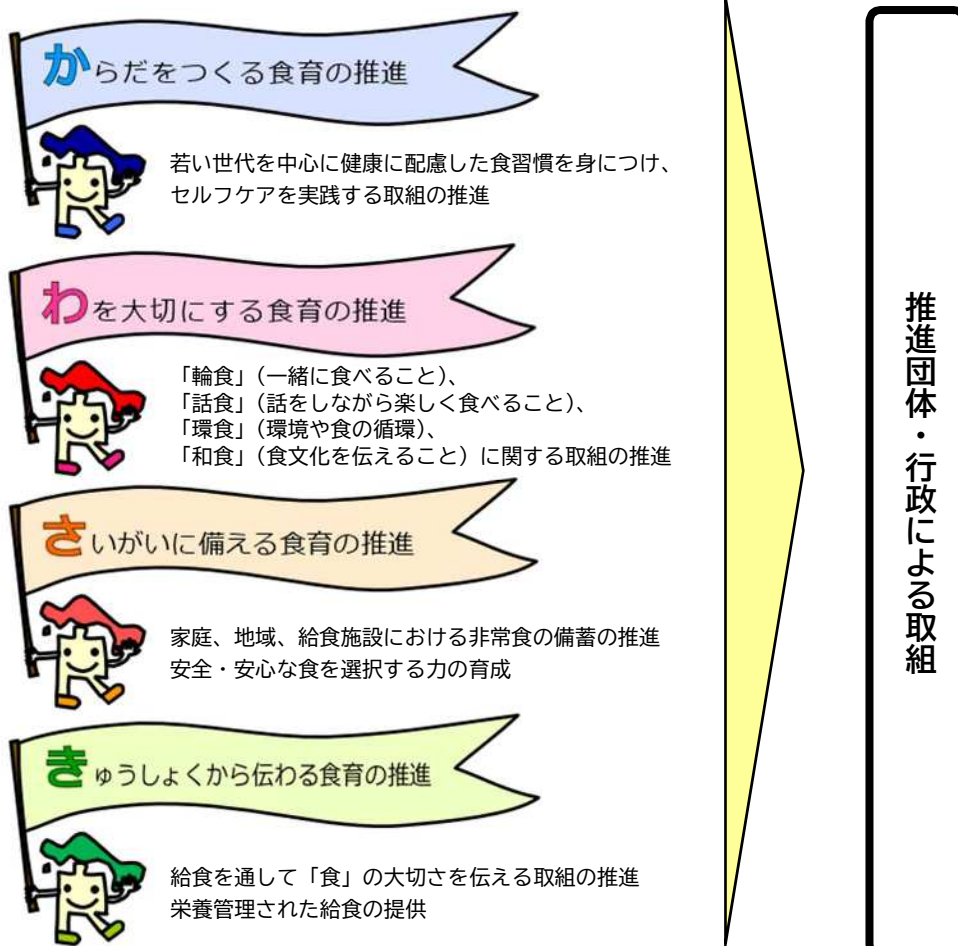 からだをつくる食育の推進
若い世代を中心に健康に配慮した食習慣を身につけ、
セルフケアを実践する取組の推進
わを大切にする食育の推進
「輪食」（一緒に食べること）、
「話食」（話をしながら楽しく食べること）、
「環食」（環境や食の循環）、
「和食」（食文化を伝えること）に関する取組の推進
さいがいに備える食育の推進
家庭、地域、給食施設における非常食の備蓄の推進
安全・安心な食を選択する力の育成
きゅうしょくから伝わる食育の推進
給食を通して「食」の大切さを伝える取組の推進
栄養管理された給食の提供
推進団体・行政による取組